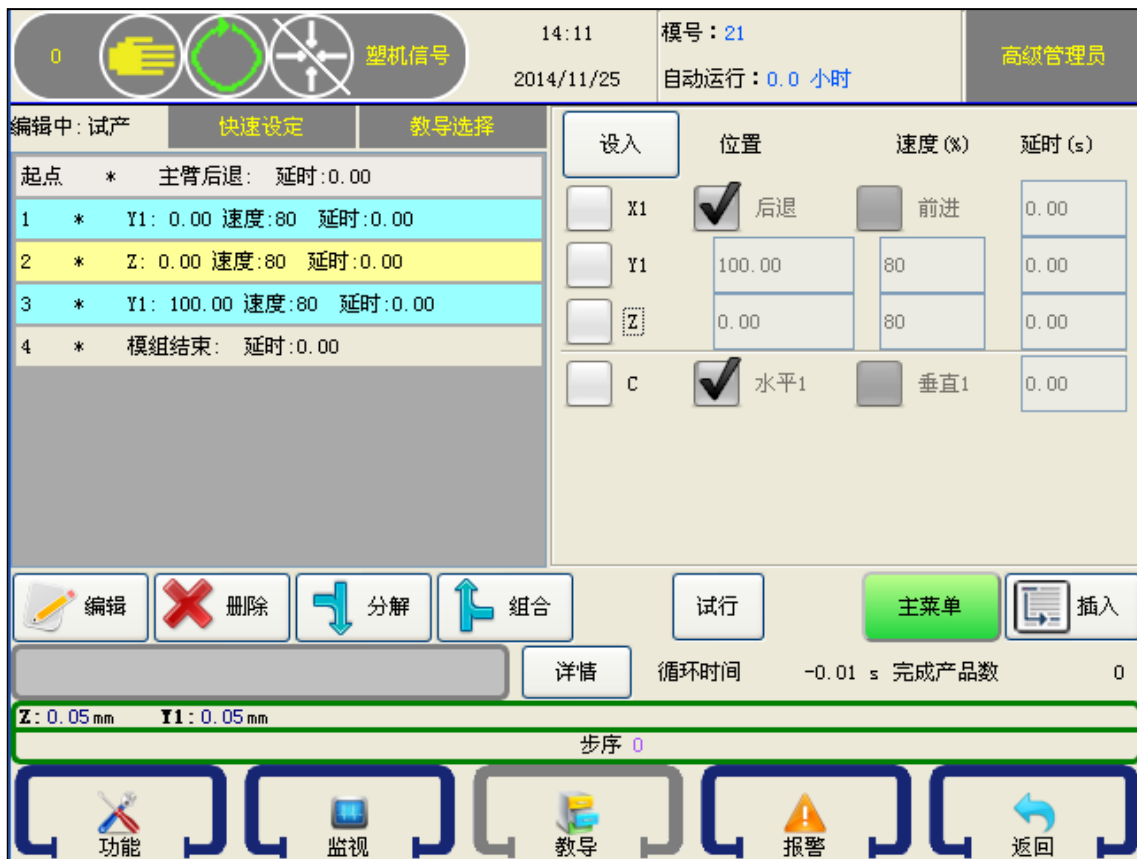 0 塑机信号 14:11 模号：21 高级管理员
2014/11/25 自动运行：0.0 小时
编辑中:试产 快速设定 教导选择
设入 位置 速度(%) 延时(s)
起点 * 主臂后退: 延时:0.00
1 * Y1: 0.00 速度:80 延时:0.00
2 * Z: 0.00 速度:80 延时:0.00
3 * Y1: 100.00 速度:80 延时:0.00
4 * 模组结束: 延时:0.00
X1 后退 前进 0.00
Y1 100.00 80 0.00
Z 0.00 80 0.00
C 水平1 垂直1 0.00
编辑 删除 分解 组合 试行 主菜单 插入
详情 循环时间 -0.01 s 完成产品数 0
Z:0.05mm Y1:0.05mm
步序 0
功能 监视 教导 报警 返回